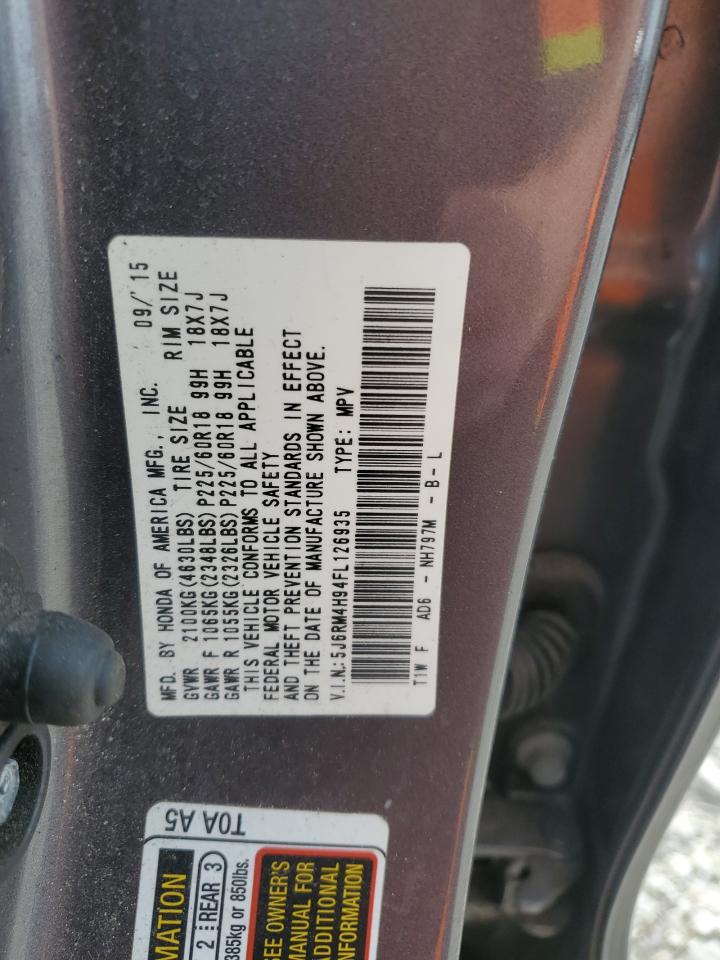 MFD. BY HONDA OF AMERICA MFG., INC. 09/'15
GVWR 2100KG(4630LBS) TIRE SIZE RIM SIZE
GAWR F 1065KG(2348LBS) P225/60R18 99H 18X7J
GAWR R 1055KG(2326LBS) P225/60R18 99H 18X7J
THIS VEHICLE CONFORMS TO ALL APPLICABLE
FEDERAL MOTOR VEHICLE SAFETY
AND THEFT PREVENTION STANDARDS IN EFFECT
ON THE DATE OF MANUFACTURE SHOWN ABOVE.
V.I.N.: 5J6RM4H94FL126935 TYPE: MPV
T1W F AD6 - NH797M - B - L
T0A A5
MATION
2 REAR 3
385kg or 850lbs.
SEE OWNER'S
MANUAL FOR
ADDITIONAL
INFORMATION